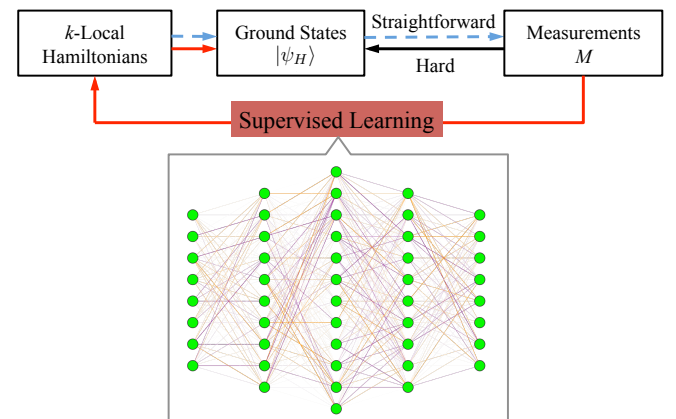 k-Local
Hamiltonians
Ground States
|ψ_H⟩
Straightforward
Hard
Measurements
M
Supervised Learning